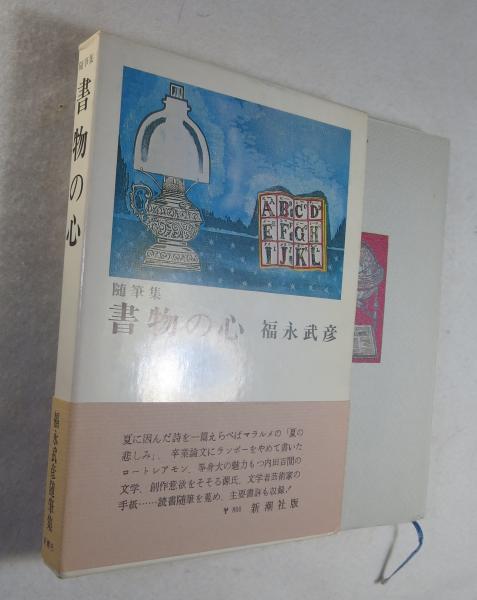 随筆集
書物の心
ABCD
EFGH
IJKL
随筆集
書物の心 福永武彦
夏に因んだ詩を一篇えらべばマラルメの「夏の
悲しみ」、卒業論文にランボーをやめて書いた
ロートレアモン、等身大の魅力もつ内田百閒の
文学、創作意欲をそそる源氏、文学者芸術家の
手紙……読書随筆を蒐め、主要書評も収録!!
¥800 新潮社版
福永武彦随筆集